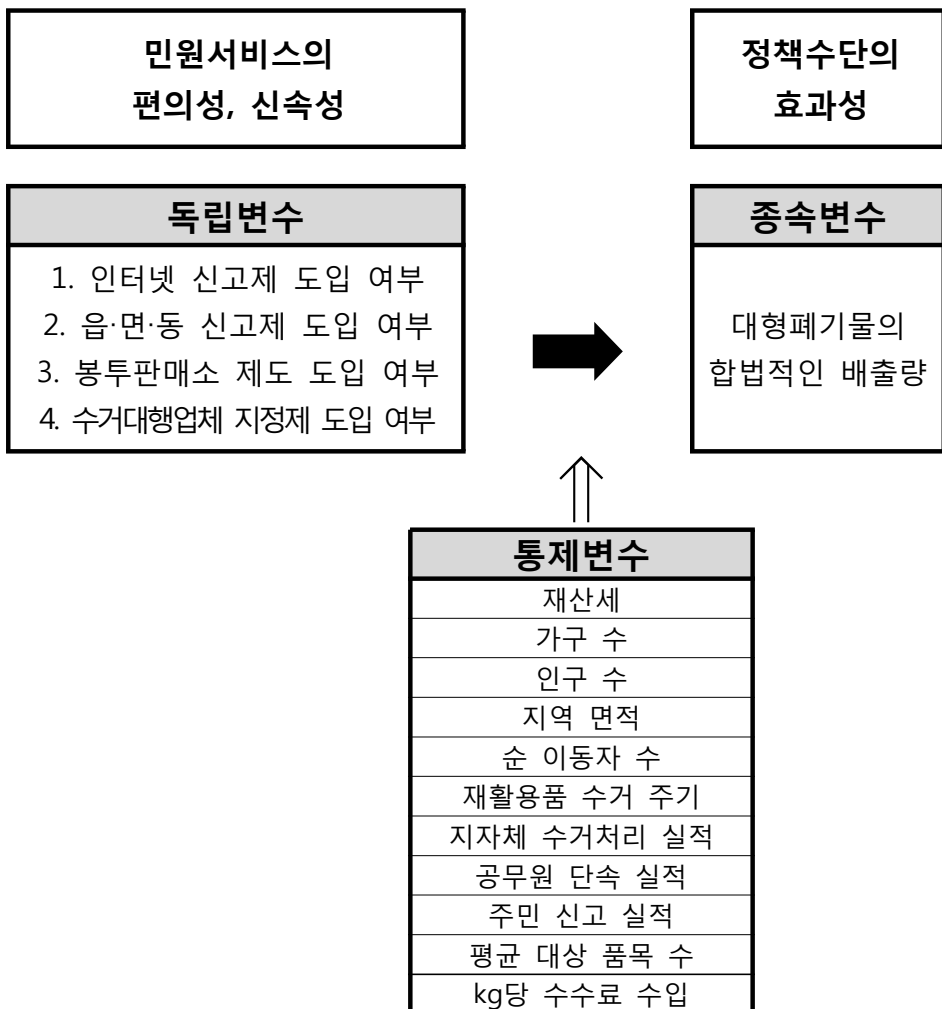 민원서비스의
편의성, 신속성
정책수단의
효과성
독립변수
1. 인터넷 신고제 도입 여부
2. 읍·면·동 신고제 도입 여부
3. 봉투판매소 제도 도입 여부
4. 수거대행업체 지정제 도입 여부
종속변수
대형폐기물의
합법적인 배출량
통제변수
재산세
가구 수
인구 수
지역 면적
순 이동자 수
재활용품 수거 주기
지자체 수거처리 실적
공무원 단속 실적
주민 신고 실적
평균 대상 품목 수
kg당 수수료 수입